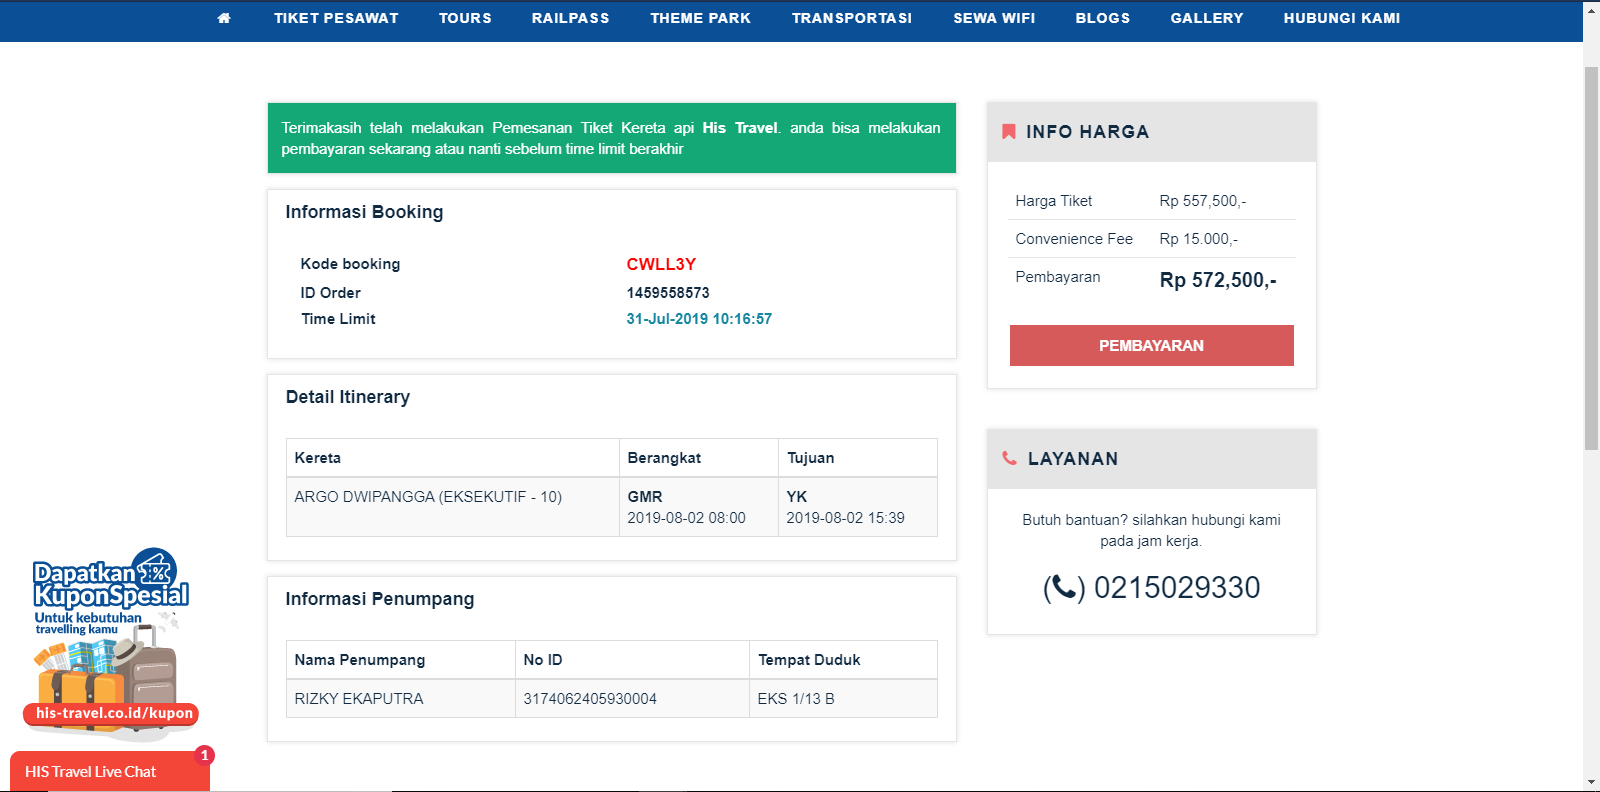 TIKET PESAWAT TOURS RAILPASS THEME PARK TRANSPORTASI SEWA WIFI BLOGS GALLERY HUBUNGI KAMI
Terimakasih telah melakukan Pemesanan Tiket Kereta api His Travel. anda bisa melakukan
pembayaran sekarang atau nanti sebelum time limit berakhir
Informasi Booking
Kode booking CWLL3Y
ID Order 1459558573
Time Limit 31-Jul-2019 10:16:57
Detail Itinerary
Kereta Berangkat Tujuan
ARGO DWIPANGGA (EKSEKUTIF - 10) GMR YK
2019-08-02 08:00 2019-08-02 15:39
Informasi Penumpang
Nama Penumpang No ID Tempat Duduk
RIZKY EKAPUTRA 3174062405930004 EKS 1/13 B
INFO HARGA
Harga Tiket Rp 557,500,-
Convenience Fee Rp 15.000,-
Pembayaran Rp 572,500,-
PEMBAYARAN
LAYANAN
Butuh bantuan? silahkan hubungi kami
pada jam kerja.
() 0215029330
Dapatkan %
KuponSpesial
Untuk kebutuhan
travelling kamu
his-travel.co.id/kupon
HIS Travel Live Chat 1